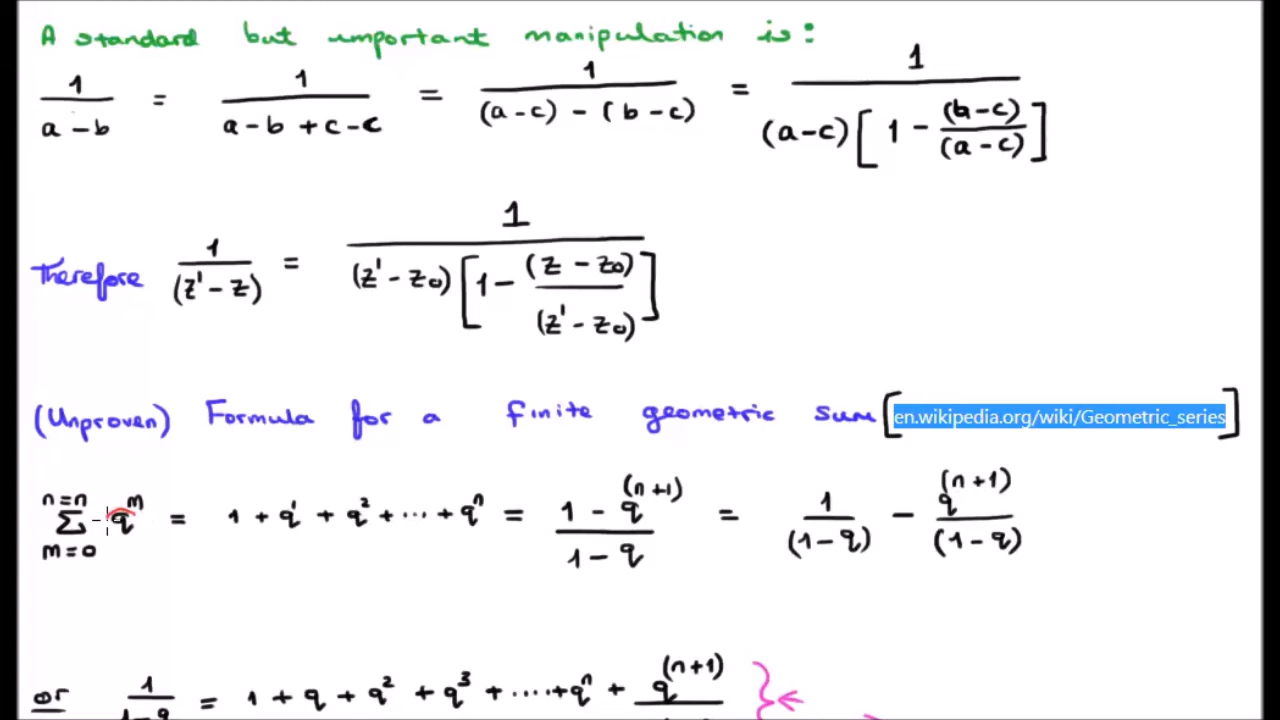 A standard but important manipulation is:
1/(a-b) = 1/(a-b+c-c) = 1/((a-c) - (b-c)) = 1/((a-c)[1 - (b-c)/(a-c)])
Therefore 1/(z'-z) = 1/((z'-z₀)[1 - (z-z₀)/(z'-z₀)])
(Unproven) Formula for a finite geometric sum [en.wikipedia.org/wiki/Geometric_series]
n=n Σ m=0 q^m = 1 + q^1 + q^2 + ... + q^n = (1 - q^(n+1))/(1-q) = 1/(1-q) - q^(n+1)/(1-q)
or 1/(1-q) = 1 + q + q^2 + q^3 + ....+ q^n + q^(n+1)